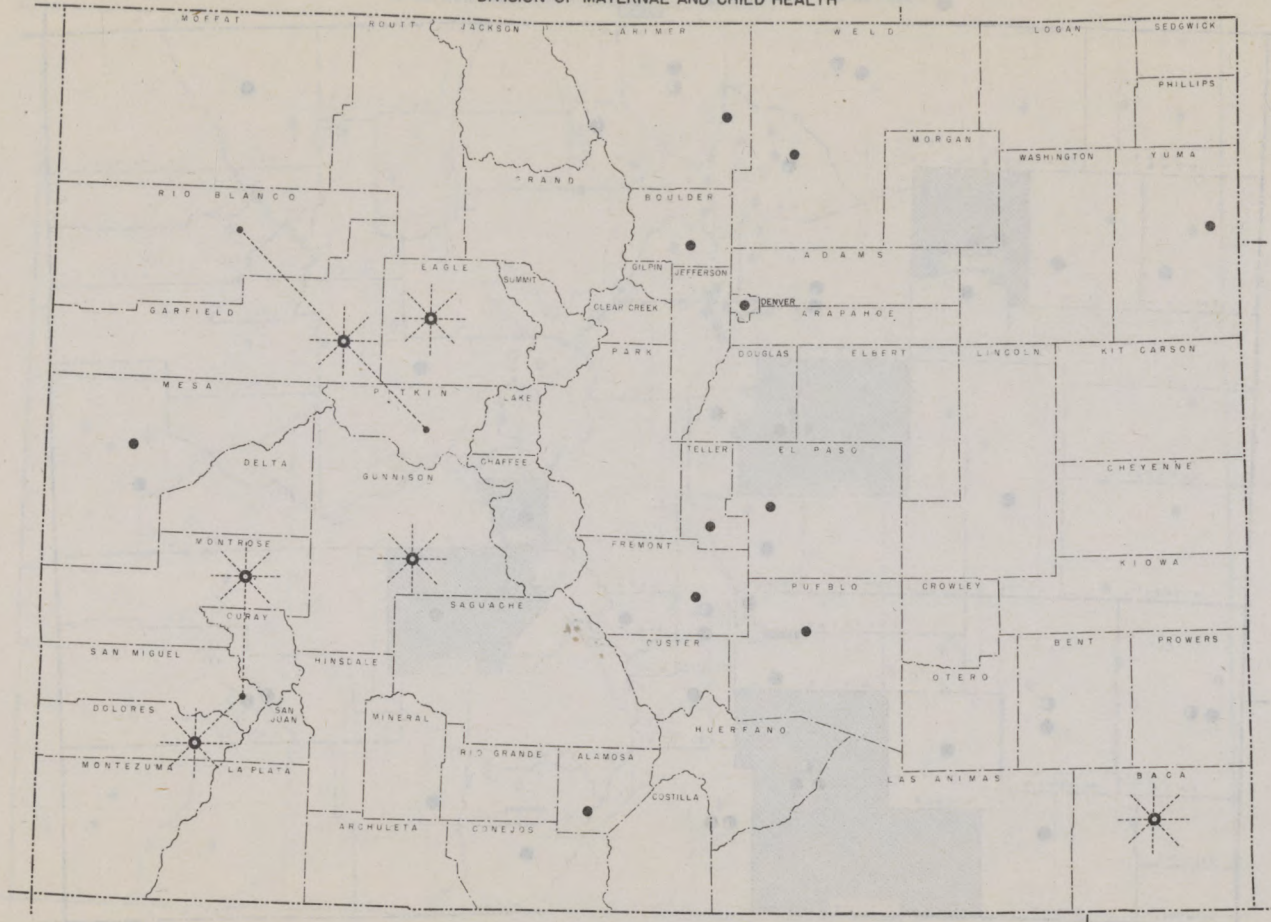 DIVISION OF MATERNAL AND CHILD HEALTH
MOFFAT
ROUTT
JACKSON
LARIMER
WELD
LOGAN
SEDGWICK
PHILLIPS
MORGAN
WASHINGTON
YUMA
RIO BLANCO
GRAND
BOULDER
ADAMS
EAGLE
SUMMIT
GILPIN
JEFFERSON
CLEAR CREEK
DENVER
ARAPAHOE
GARFIELD
PARK
DOUGLAS
ELBERT
LINCOLN
KIT CARSON
MESA
PITKIN
LAKE
TELLER
EL PASO
DELTA
CHAFFEE
GUNNISON
CHEYENNE
MONTROSE
FREMONT
KIOWA
PUEBLO
CROWLEY
SAGUACHE
OURAY
CUSTER
BENT
PROWERS
SAN MIGUEL
HINSDALE
OTERO
DOLORES
SAN JUAN
MINERAL
HUERFANO
RIO GRANDE
ALAMOSA
MONTEZUMA
LA PLATA
LAS ANIMAS
BACA
COSTILLA
ARCHULETA
CONEJOS